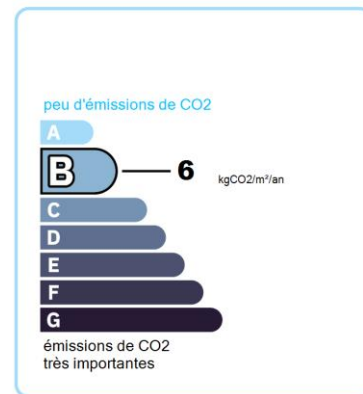 peu d'émissions de CO2
A
B 6 kgCO2/m²/an
C
D
E
F
G
émissions de CO2
très importantes